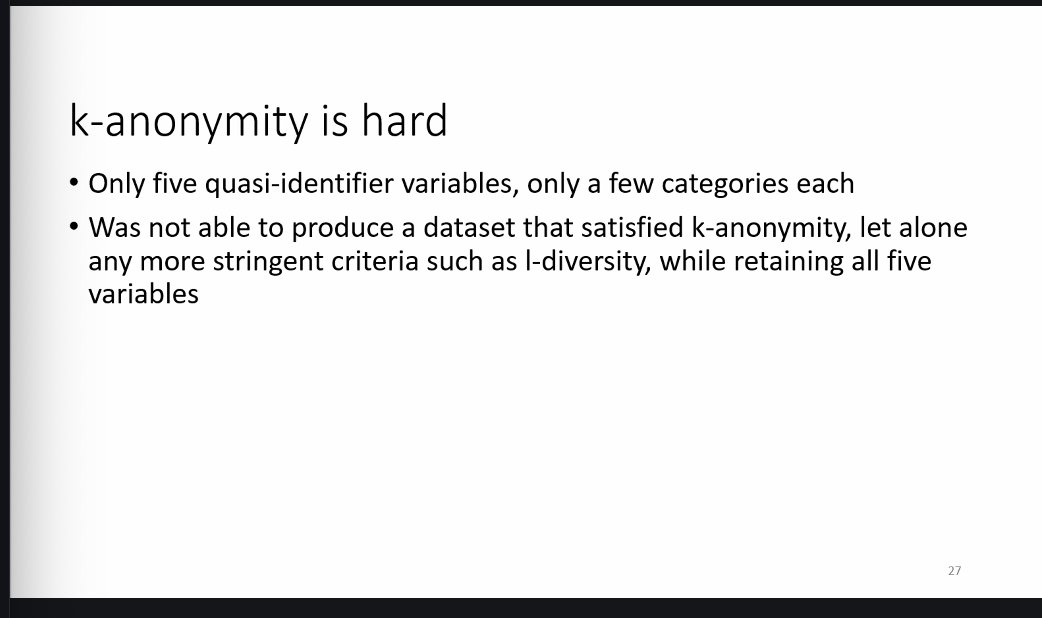 k-anonymity is hard
• Only five quasi-identifier variables, only a few categories each
• Was not able to produce a dataset that satisfied k-anonymity, let alone
any more stringent criteria such as l-diversity, while retaining all five
variables
27